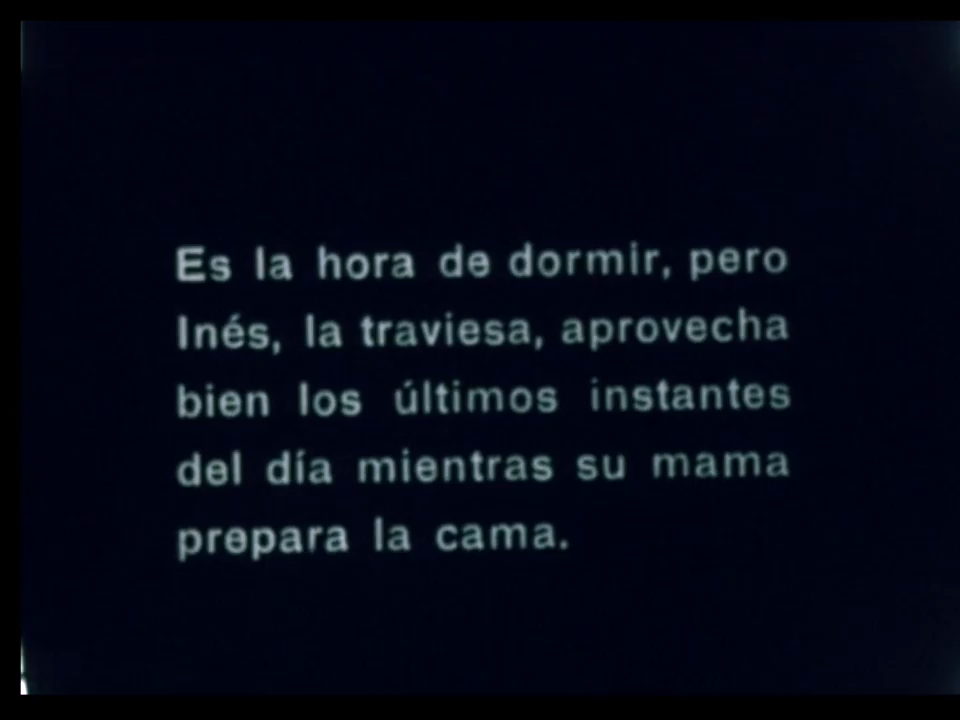 Es la hora de dormir, pero
Inés, la traviesa, aprovecha
bien los últimos instantes
del día mientras su mama
prepara la cama.